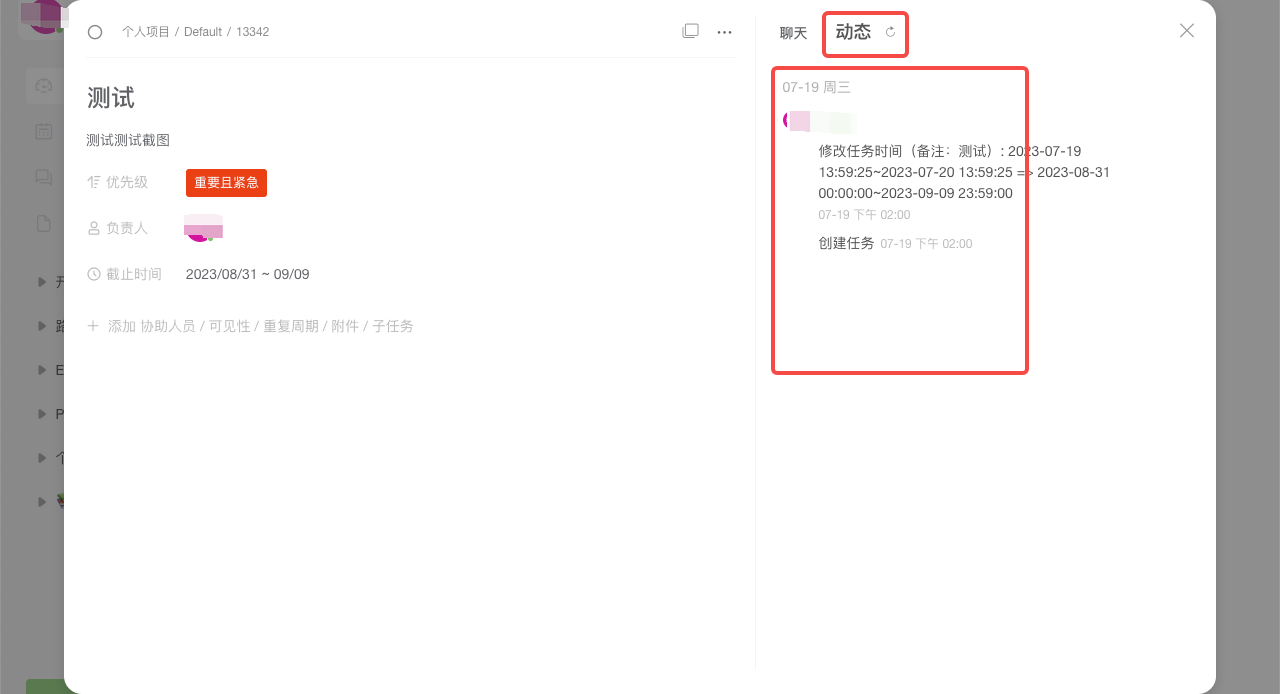 个人项目 / Default / 13342
测试
测试测试截图
优先级 重要且紧急
负责人
截止时间 2023/08/31 ~ 09/09
添加 协助人员 / 可见性 / 重复周期 / 附件 / 子任务
聊天 动态
07-19 周三
修改任务时间（备注：测试）: 2023-07-19
13:59:25~2023-07-20 13:59:25 => 2023-08-31
00:00:00~2023-09-09 23:59:00
07-19 下午 02:00
创建任务 07-19 下午 02:00
E
P